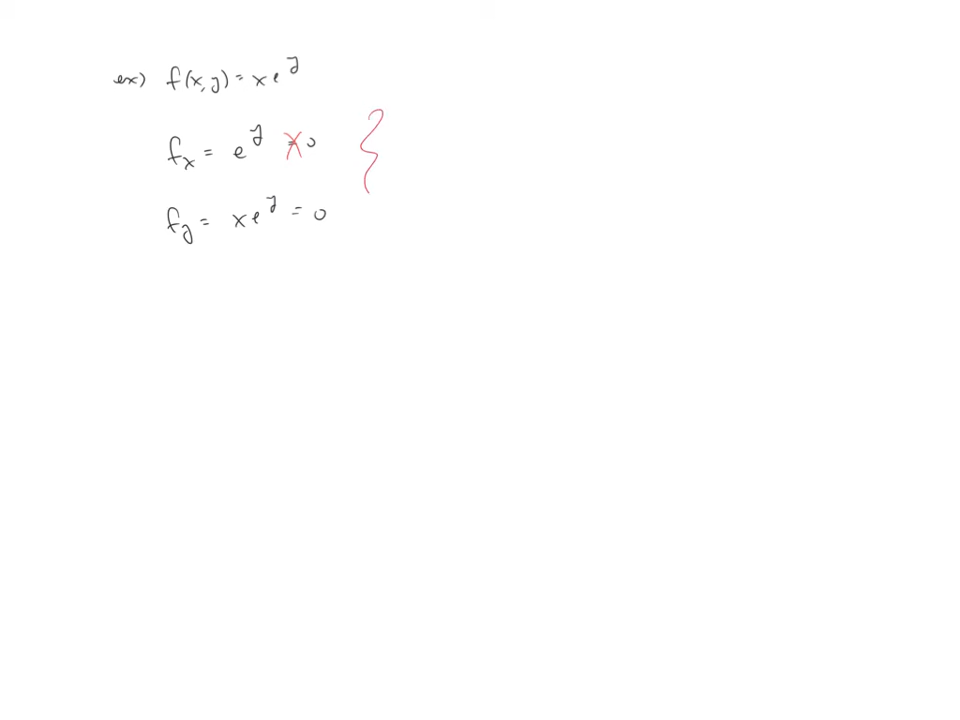 ex) f(x,y) = xe^y
f_x = e^y ≠ 0
f_y = xe^y = 0